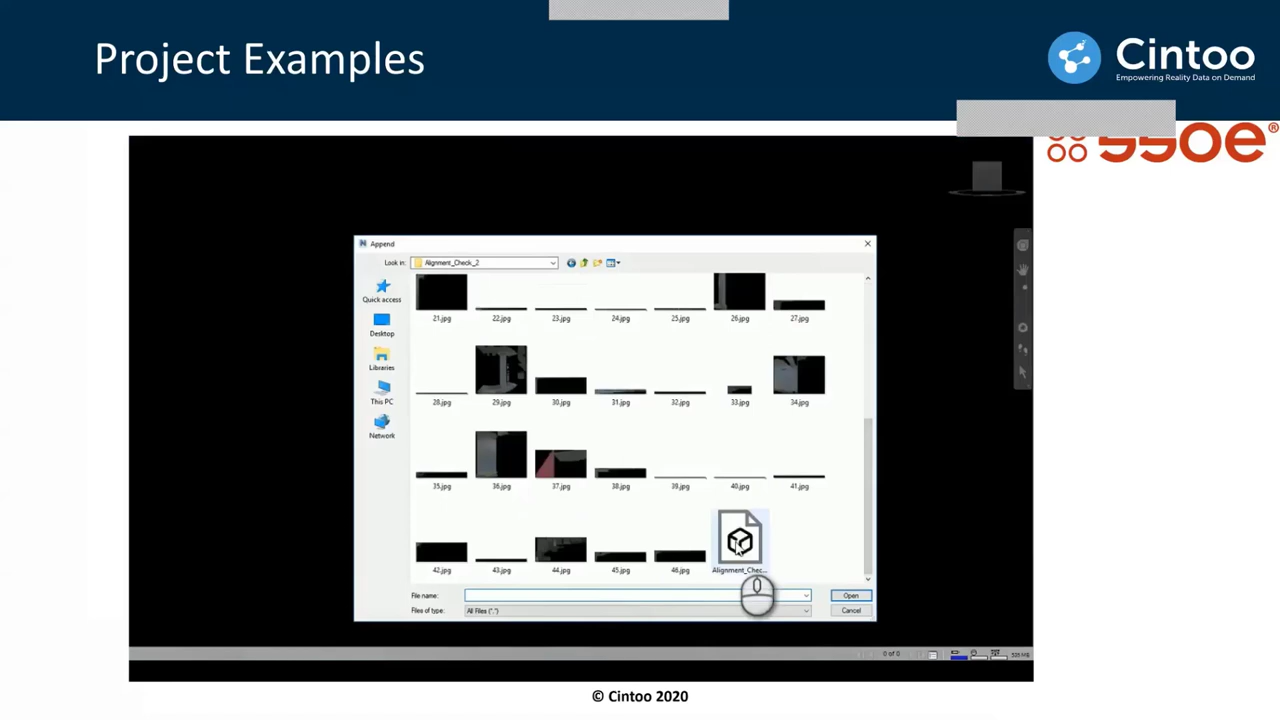 Project Examples
Cintoo
Empowering Reality Data on Demand
ssoe®
Append
Look in:
Alignment_Check_2
Quick access
Desktop
Libraries
This PC
Network
21.jpg 22.jpg 23.jpg 24.jpg 25.jpg 26.jpg 27.jpg
28.jpg 29.jpg 30.jpg 31.jpg 32.jpg 33.jpg 34.jpg
35.jpg 36.jpg 37.jpg 38.jpg 39.jpg 40.jpg 41.jpg
42.jpg 43.jpg 44.jpg 45.jpg 46.jpg Alignment_Chec...
File name:
Open
Files of type: All Files (*.*)
Cancel
0 of 0
© Cintoo 2020